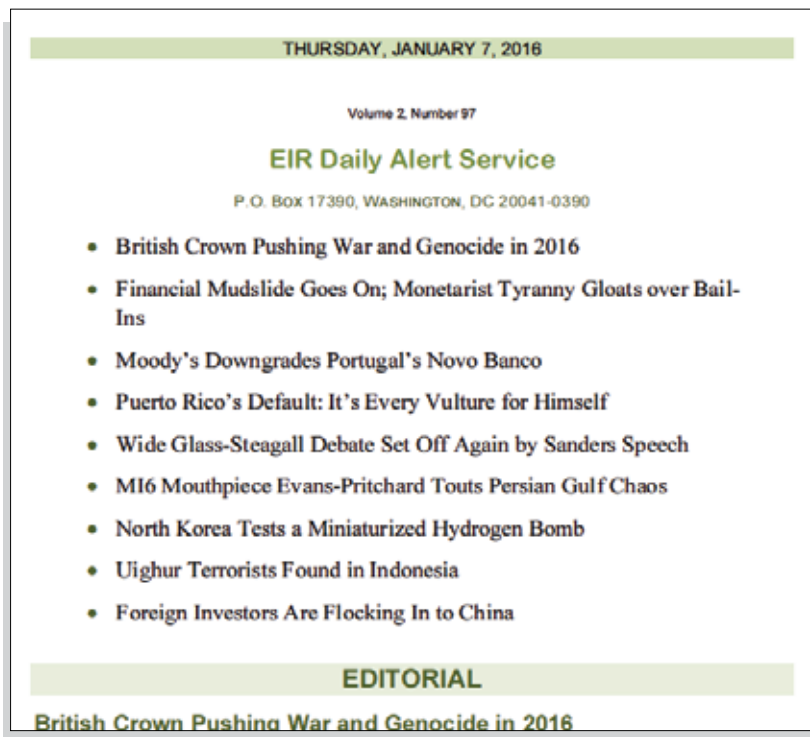 THURSDAY, JANUARY 7, 2016
Volume 2, Number 97
EIR Daily Alert Service
P.O. BOX 17390, WASHINGTON, DC 20041-0390
• British Crown Pushing War and Genocide in 2016
• Financial Mudslide Goes On; Monetarist Tyranny Gloats over Bail-
Ins
• Moody's Downgrades Portugal's Novo Banco
• Puerto Rico's Default: It's Every Vulture for Himself
• Wide Glass-Steagall Debate Set Off Again by Sanders Speech
• MI6 Mouthpiece Evans-Pritchard Touts Persian Gulf Chaos
• North Korea Tests a Miniaturized Hydrogen Bomb
• Uighur Terrorists Found in Indonesia
• Foreign Investors Are Flocking In to China
EDITORIAL
British Crown Pushing War and Genocide in 2016